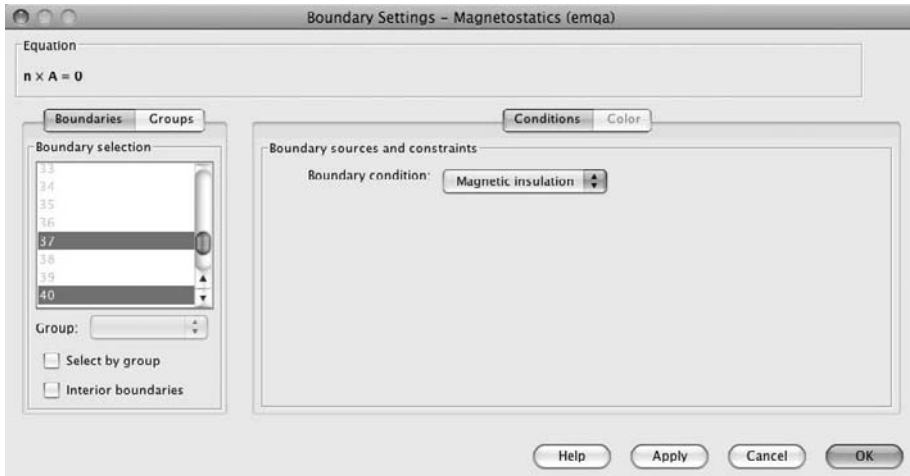 Boundary Settings – Magnetostatics (emqa)
Equation
n × A = 0
Boundaries Groups
Conditions Color
Boundary selection
33
34
35
36
37
38
39
40
Group:
Select by group
Interior boundaries
Boundary sources and constraints
Boundary condition: Magnetic insulation
Help Apply Cancel OK